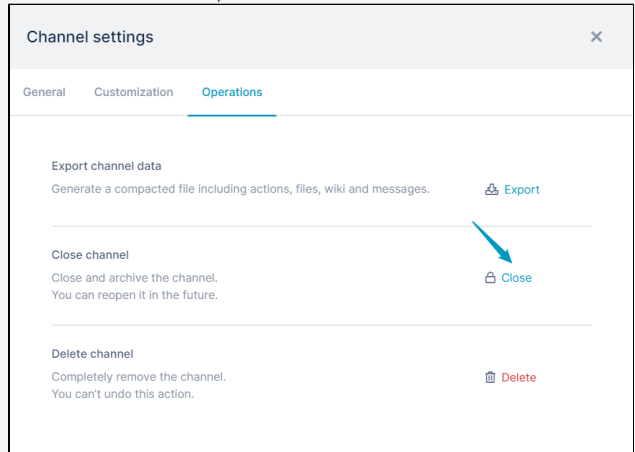 Channel settings
General Customization Operations
Export channel data
Generate a compacted file including actions, files, wiki and messages.
Export
Close channel
Close and archive the channel.
You can reopen it in the future.
Close
Delete channel
Completely remove the channel.
You can't undo this action.
Delete